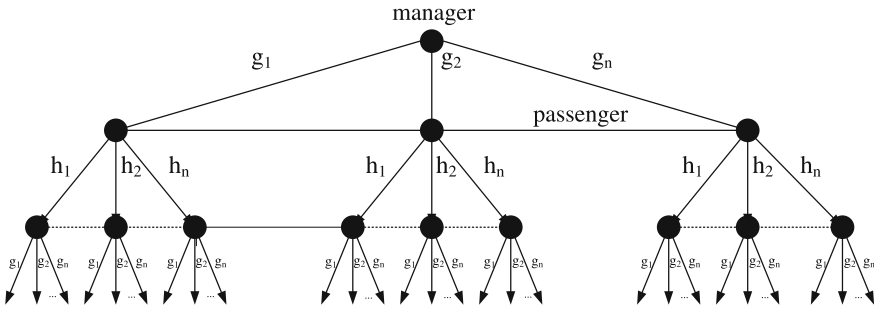 manager
g1 g2 gn
passenger
h1 h2 hn h1 h2 hn h1 h2 hn
g1 g2 gn g1 g2 gn g1 g2 gn g1 g2 gn g1 g2 gn g1 g2 gn g1 g2 gn g1 g2 gn g1 g2 gn
... ... ... ... ... ... ... ... ...